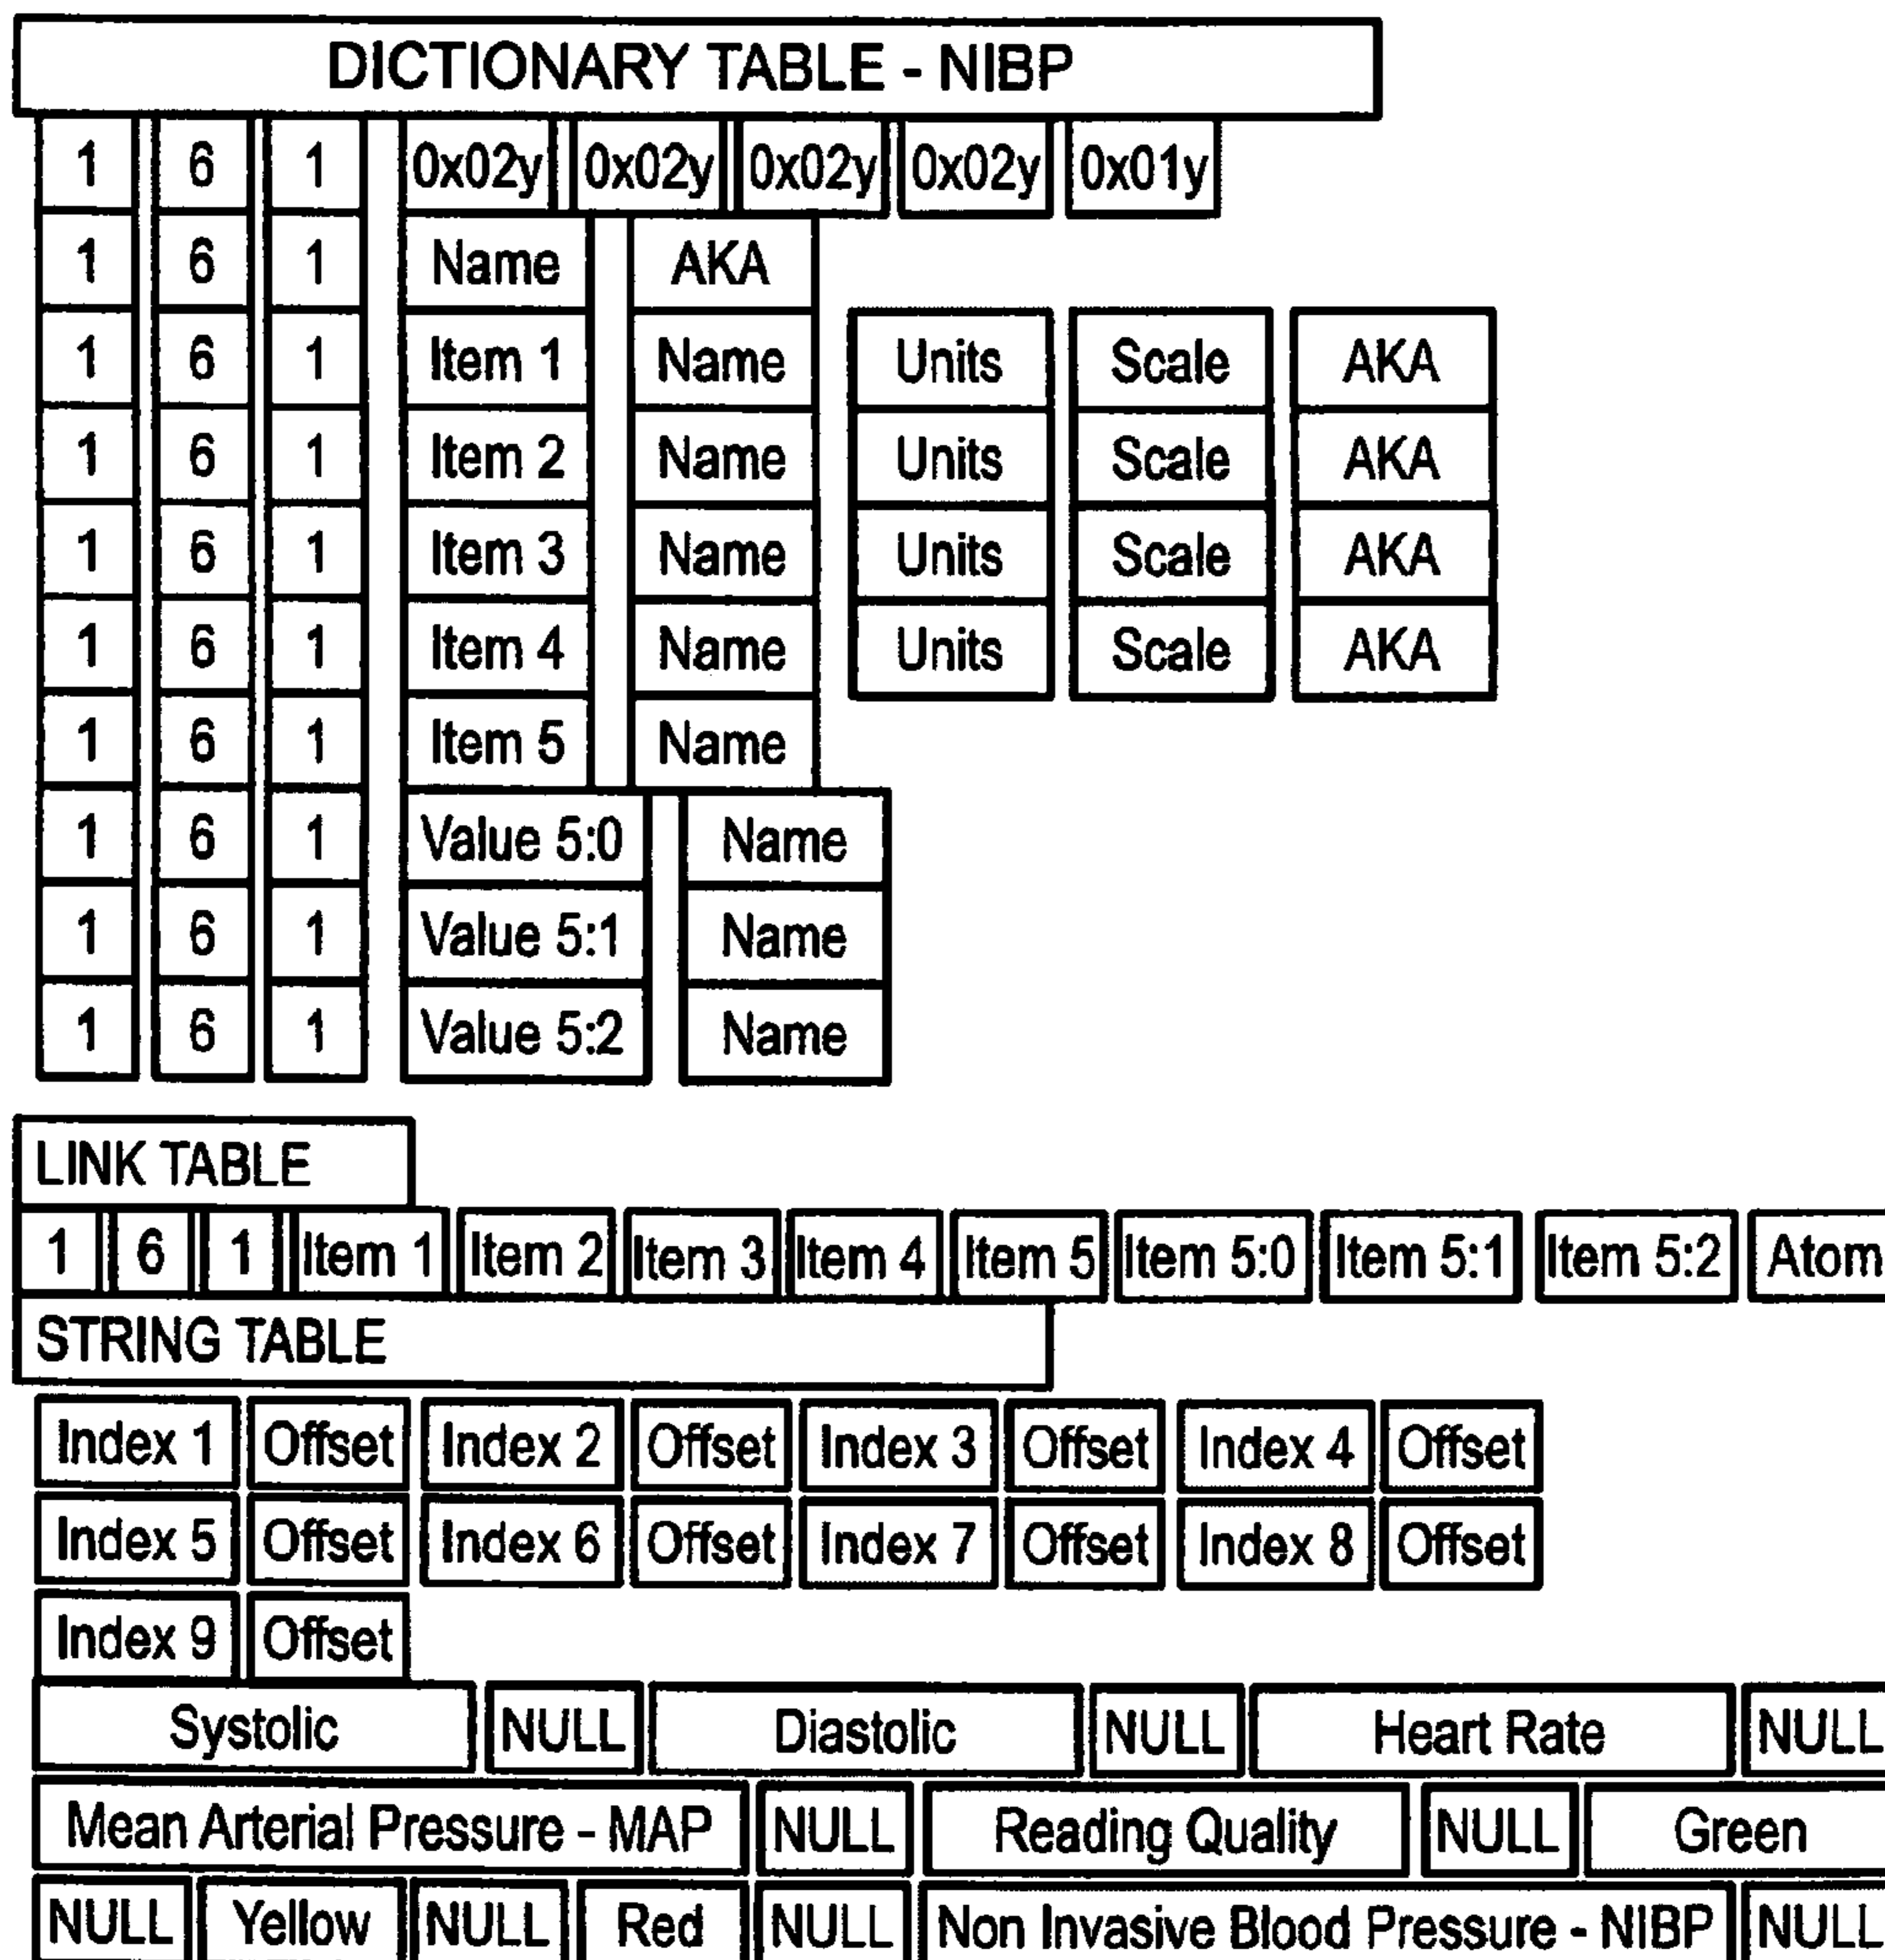 DICTIONARY TABLE - NIBP
1 6 1 0x02y 0x02y 0x02y 0x02y 0x01y
1 6 1 Name AKA
1 6 1 Item 1 Name Units Scale AKA
1 6 1 Item 2 Name Units Scale AKA
1 6 1 Item 3 Name Units Scale AKA
1 6 1 Item 4 Name Units Scale AKA
1 6 1 Item 5 Name
1 6 1 Value 5:0 Name
1 6 1 Value 5:1 Name
1 6 1 Value 5:2 Name
LINK TABLE
1 6 1 Item 1 Item 2 Item 3 Item 4 Item 5 Item 5:0 Item 5:1 Item 5:2 Atom
STRING TABLE
Index 1 Offset Index 2 Offset Index 3 Offset Index 4 Offset
Index 5 Offset Index 6 Offset Index 7 Offset Index 8 Offset
Index 9 Offset
Systolic NULL Diastolic NULL Heart Rate NULL
Mean Arterial Pressure - MAP NULL Reading Quality NULL Green
NULL Yellow NULL Red NULL Non Invasive Blood Pressure - NIBP NULL